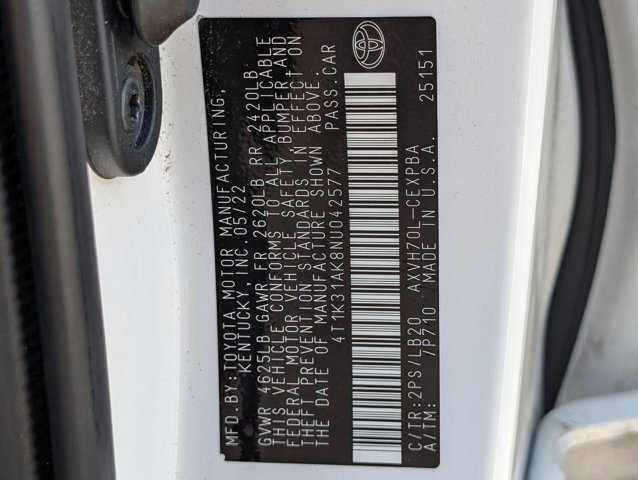 MFD. BY: TOYOTA MOTOR MANUFACTURING,
KENTUCKY, INC. 05/22
GVWR 4625LB GAWR FR 2620LB RR 2420LB
THIS VEHICLE CONFORMS TO ALL APPLICABLE
FEDERAL MOTOR VEHICLE SAFETY, BUMPER AND
THEFT PREVENTION STANDARDS IN EFFECT ON
THE DATE OF MANUFACTURE SHOWN ABOVE.
4T1K31AK8NU042577 PASS. CAR
C/TR: 2PS/LB20 AXVH70L-CEXPBA
A/TM: 7P710 MADE IN U.S.A. 25151